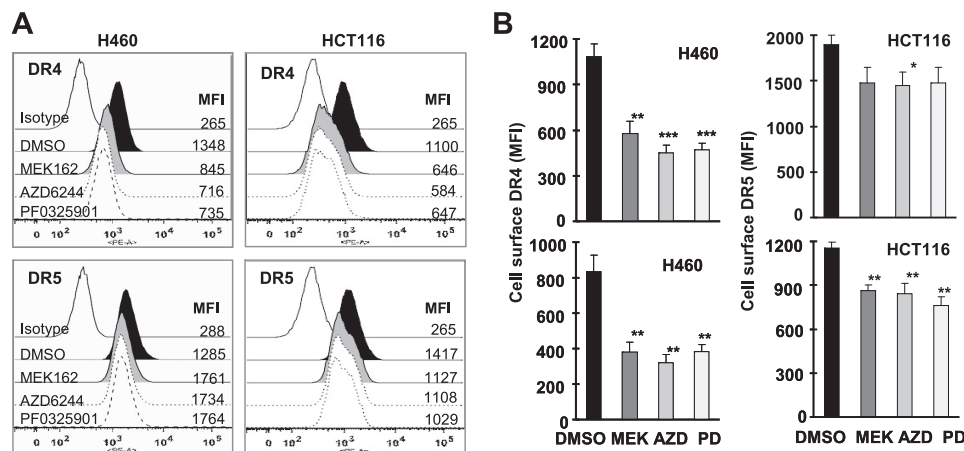 A
H460
HCT116
DR4
MFI
Isotype 265
DMSO 1348
MEK162 845
AZD6244 716
PF0325901 735
0 10² 10³ 10⁴ 10⁵
<PE-A>
DR4
MFI
265
1100
646
584
647
0 10² 10³ 10⁴ 10⁵
<PE-A>
DR5
MFI
Isotype 288
DMSO 1285
MEK162 1761
AZD6244 1734
PF0325901 1764
0 10² 10³ 10⁴ 10⁵
<PE-A>
DR5
MFI
265
1417
1127
1108
1029
0 10² 10³ 10⁴ 10⁵
<PE-A>
B
Cell surface DR4 (MFI)
H460
1200
900
600
400
200
0
** *** ***
H460
800
600
400
200
0
** ** **
DMSO MEK AZD PD
Cell surface DR5 (MFI)
HCT116
2000
1500
1000
500
0
*
HCT116
1200
900
600
300
0
** ** **
DMSO MEK AZD PD